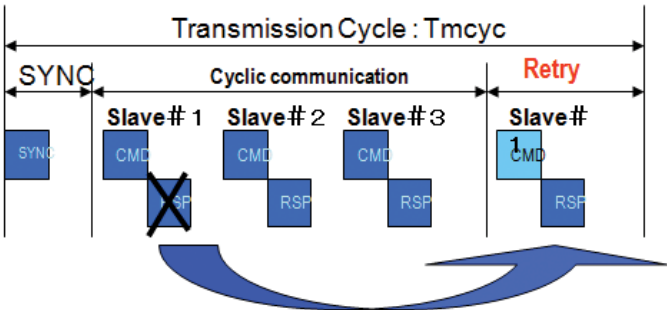 Transmission Cycle : Tmcyc
SYNC
Cyclic communication
Retry
Slave# 1
Slave# 2
Slave# 3
Slave#
1
SYNC
CMD
CMD
CMD
CMD
RSP
RSP
RSP
RSP